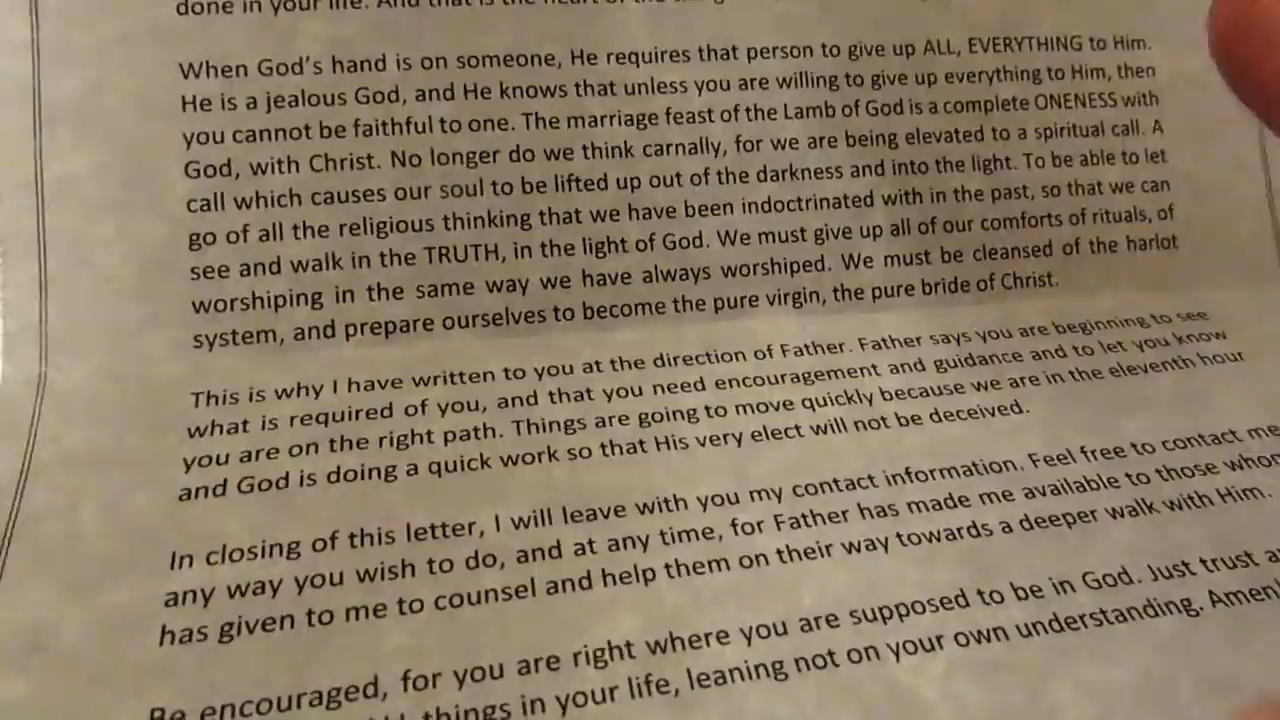 done in your life. And that is the heart of the
When God's hand is on someone, He requires that person to give up ALL, EVERYTHING to Him.
He is a jealous God, and He knows that unless you are willing to give up everything to Him, then
you cannot be faithful to one. The marriage feast of the Lamb of God is a complete ONENESS with
God, with Christ. No longer do we think carnally, for we are being elevated to a spiritual call. A
call which causes our soul to be lifted up out of the darkness and into the light. To be able to let
go of all the religious thinking that we have been indoctrinated with in the past, so that we can
see and walk in the TRUTH, in the light of God. We must give up all of our comforts of rituals, of
worshiping in the same way we have always worshiped. We must be cleansed of the harlot
system, and prepare ourselves to become the pure virgin, the pure bride of Christ.
This is why I have written to you at the direction of Father. Father says you are beginning to see
what is required of you, and that you need encouragement and guidance and to let you know
you are on the right path. Things are going to move quickly because we are in the eleventh hour
and God is doing a quick work so that His very elect will not be deceived.
In closing of this letter, I will leave with you my contact information. Feel free to contact me
any way you wish to do, and at any time, for Father has made me available to those whom
has given to me to counsel and help them on their way towards a deeper walk with Him.
Be encouraged, for you are right where you are supposed to be in God. Just trust
things in your life, leaning not on your own understanding. Amen